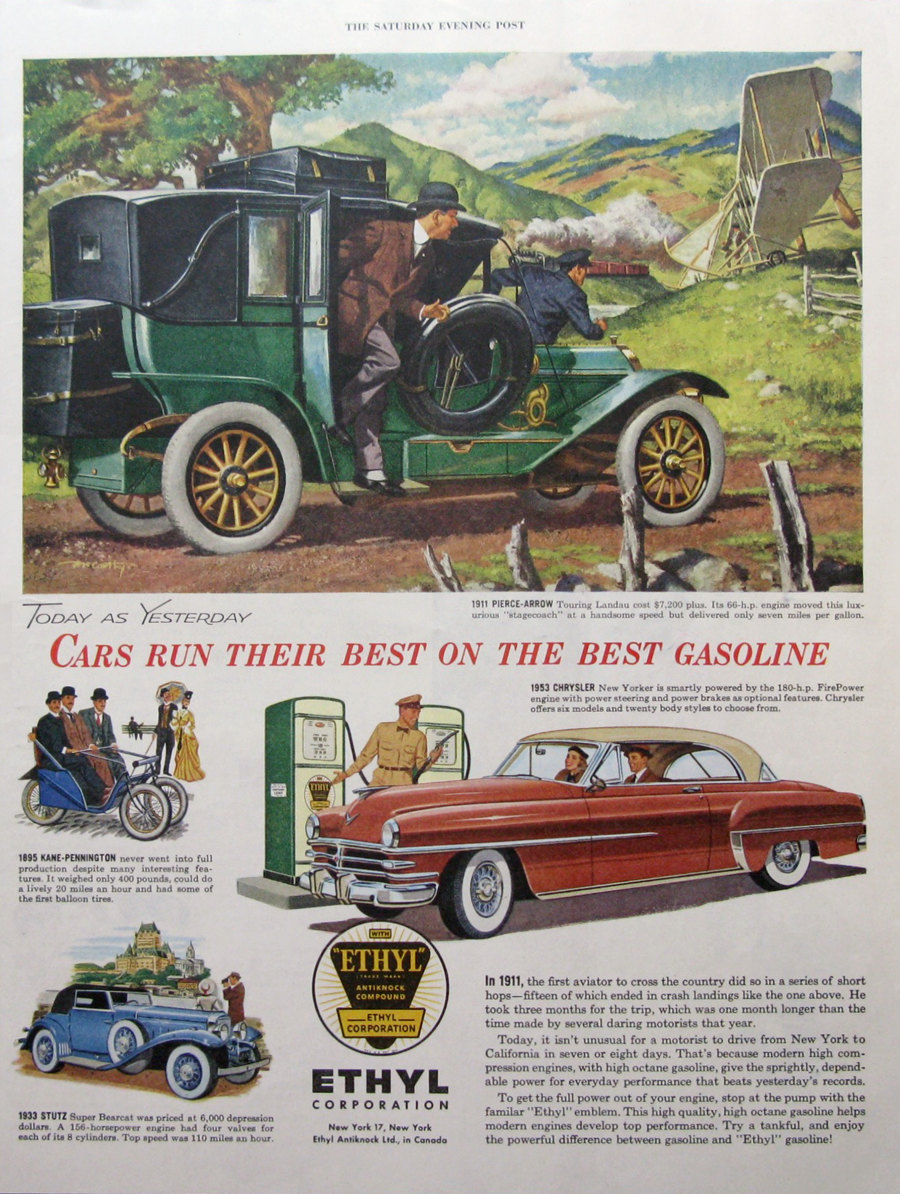 THE SATURDAY EVENING POST
1911 PIERCE-ARROW Touring Landau cost $7,200 plus. Its 66-h.p. engine moved this lux-
urious "stagecoach" at a handsome speed but delivered only seven miles per gallon.
TODAY AS YESTERDAY
CARS RUN THEIR BEST ON THE BEST GASOLINE
1953 CHRYSLER New Yorker is smartly powered by the 180-h.p. FirePower
engine with power steering and power brakes as optional features. Chrysler
offers six models and twenty body styles to choose from.
ETHYL
1895 KANE-PENNINGTON never went into full
production despite many interesting fea-
tures. It weighed only 400 pounds, could do
a lively 20 miles an hour and had some of
the first balloon tires.
WITH
"ETHYL"
TRADE MARK
ANTIKNOCK
COMPOUND
ETHYL
CORPORATION
ETHYL
CORPORATION
New York 17, New York
Ethyl Antiknock Ltd., in Canada
1933 STUTZ Super Bearcat was priced at 6,000 depression
dollars. A 156-horsepower engine had four valves for
each of its 8 cylinders. Top speed was 110 miles an hour.
In 1911, the first aviator to cross the country did so in a series of short
hops—fifteen of which ended in crash landings like the one above. He
took three months for the trip, which was one month longer than the
time made by several daring motorists that year.
Today, it isn't unusual for a motorist to drive from New York to
California in seven or eight days. That's because modern high com-
pression engines, with high octane gasoline, give the sprightly, depend-
able power for everyday performance that beats yesterday's records.
To get the full power out of your engine, stop at the pump with the
familar "Ethyl" emblem. This high quality, high octane gasoline helps
modern engines develop top performance. Try a tankful, and enjoy
the powerful difference between gasoline and "Ethyl" gasoline!